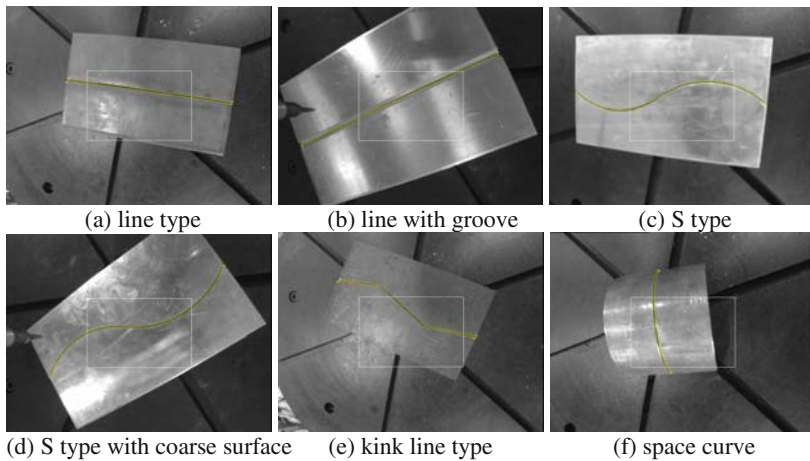 (a) line type
(b) line with groove
(c) S type
(d) S type with coarse surface
(e) kink line type
(f) space curve